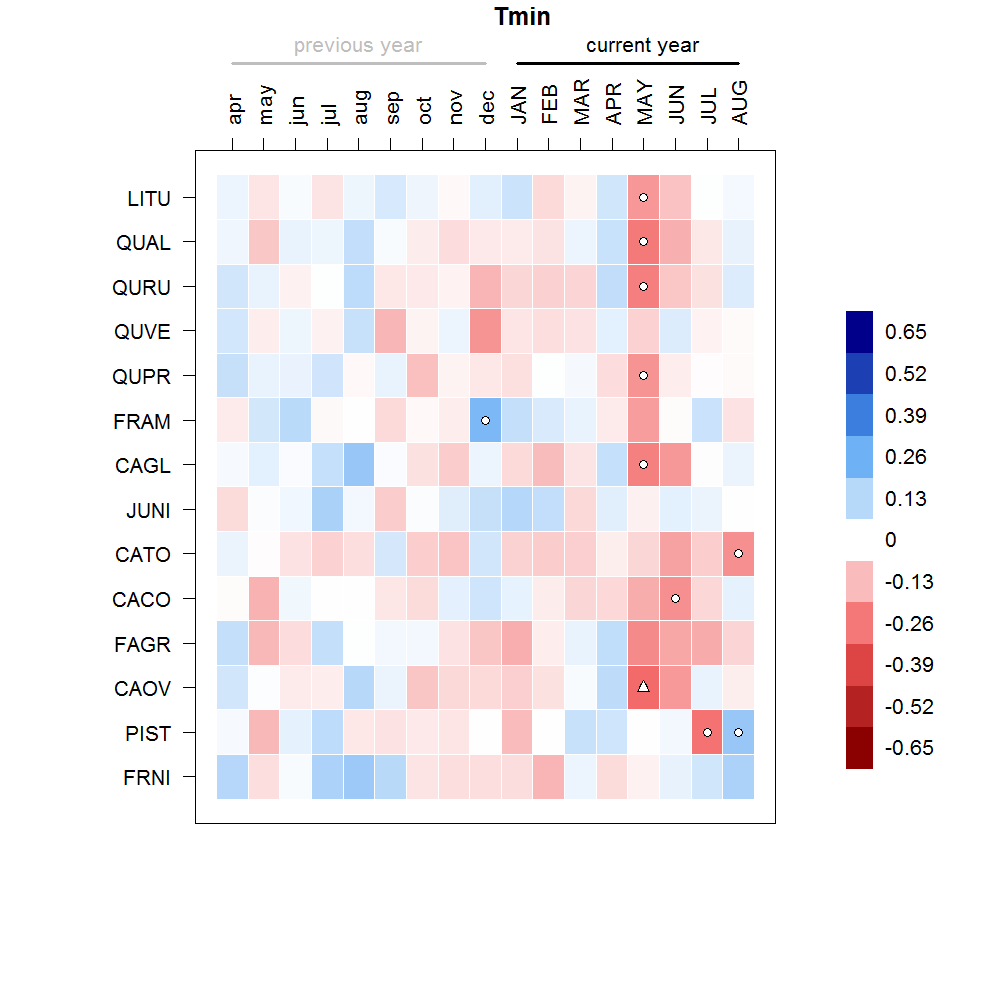 Tmin
previous year current year
apr may jun jul aug sep oct nov dec JAN FEB MAR APR MAY JUN JUL AUG
LITU
QUAL
QURU
QUVE
QUPR
FRAM
CAGL
JUNI
CATO
CACO
FAGR
CAOV
PIST
FRNI
0.65
0.52
0.39
0.26
0.13
0
-0.13
-0.26
-0.39
-0.52
-0.65